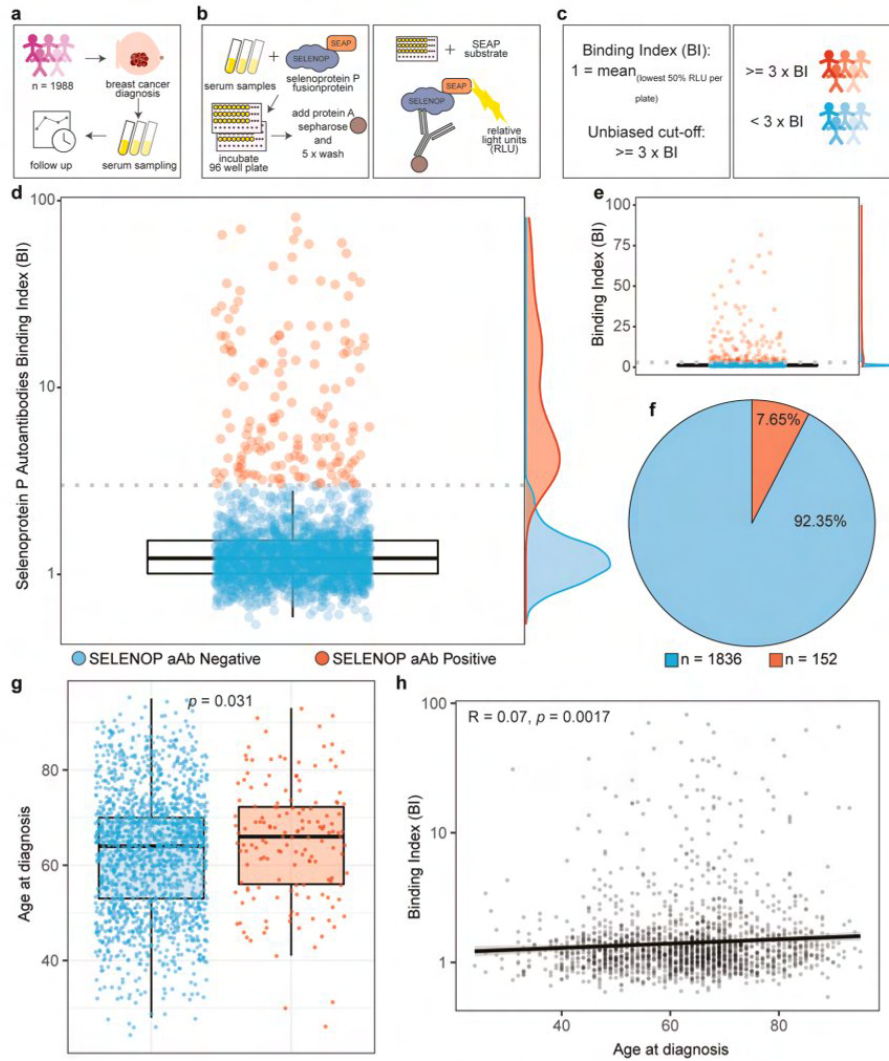 a
n = 1988
breast cancer
diagnosis
follow up
serum sampling
b
SEAP
SELENOP
serum samples
selenoprotein P
fusionprotein
add protein A
sepharose
and
5 x wash
incubate
96 well plate
SEAP
substrate
SEAP
SELENOP
relative
light units
(RLU)
c
Binding Index (BI):
1 = mean(lowest 50% RLU per
plate)
Unbiased cut-off:
>= 3 x BI
>= 3 x BI
< 3 x BI
d
Selenoprotein P Autoantibodies Binding Index (BI)
100
10
1
SELENOP aAb Negative
SELENOP aAb Positive
e
Binding Index (BI)
100
75
50
25
0
f
7.65%
92.35%
n = 1836
n = 152
g
p = 0.031
Age at diagnosis
80
60
40
h
R = 0.07, p = 0.0017
Binding Index (BI)
100
10
1
40
60
80
Age at diagnosis